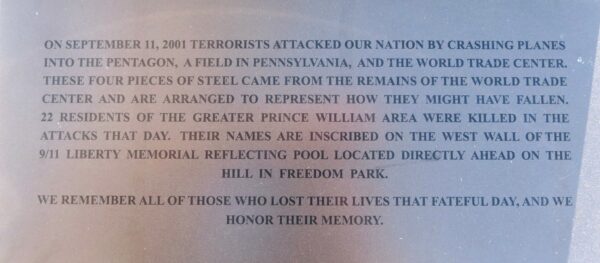 ON SEPTEMBER 11, 2001 TERRORISTS ATTACKED OUR NATION BY CRASHING PLANES
INTO THE PENTAGON, A FIELD IN PENNSYLVANIA, AND THE WORLD TRADE CENTER.
THESE FOUR PIECES OF STEEL CAME FROM THE REMAINS OF THE WORLD TRADE
CENTER AND ARE ARRANGED TO REPRESENT HOW THEY MIGHT HAVE FALLEN.
22 RESIDENTS OF THE GREATER PRINCE WILLIAM AREA WERE KILLED IN THE
ATTACKS THAT DAY. THEIR NAMES ARE INSCRIBED ON THE WEST WALL OF THE
9/11 LIBERTY MEMORIAL REFLECTING POOL LOCATED DIRECTLY AHEAD ON THE
HILL IN FREEDOM PARK.
WE REMEMBER ALL OF THOSE WHO LOST THEIR LIVES THAT FATEFUL DAY, AND WE
HONOR THEIR MEMORY.